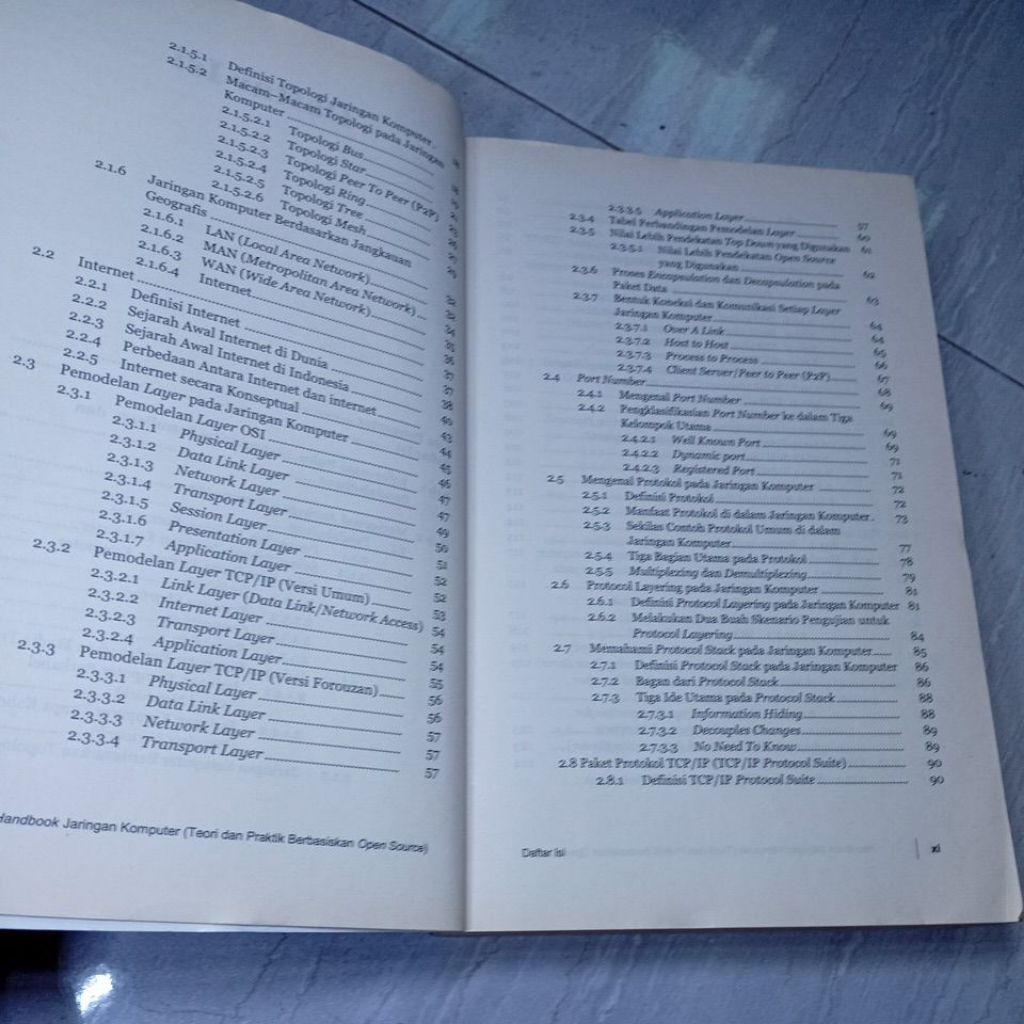 2.1.5.1 Definisi Topologi Jaringan Komputer
2.1.5.2 Macam-Macam Topologi pada Jaringan
Komputer
2.1.5.2.1 Topologi Bus
2.1.5.2.2 Topologi Star
2.1.5.2.3 Topologi Peer To Peer (P2P)
2.1.5.2.4 Topologi Ring
2.1.5.2.5 Topologi Tree
2.1.5.2.6 Topologi Mesh
2.1.6 Jaringan Komputer Berdasarkan Jangkauan
Geografis
2.1.6.1 LAN (Local Area Network)
2.1.6.2 MAN (Metropolitan Area Network)
2.1.6.3 WAN (Wide Area Network)
2.1.6.4 Internet
2.2 Internet
2.2.1 Definisi Internet
2.2.2 Sejarah Awal Internet di Dunia
2.2.3 Sejarah Awal Internet di Indonesia
2.2.4 Perbedaan Antara Internet dan internet
2.2.5 Internet secara Konseptual
2.3 Pemodelan Layer pada Jaringan Komputer
2.3.1 Pemodelan Layer OSI
2.3.1.1 Physical Layer
2.3.1.2 Data Link Layer
2.3.1.3 Network Layer
2.3.1.4 Transport Layer
2.3.1.5 Session Layer
2.3.1.6 Presentation Layer
2.3.1.7 Application Layer
2.3.2 Pemodelan Layer TCP/IP (Versi Umum)
2.3.2.1 Link Layer (Data Link/Network Access)
2.3.2.2 Internet Layer
2.3.2.3 Transport Layer
2.3.2.4 Application Layer
2.3.3 Pemodelan Layer TCP/IP (Versi Forouzan)
2.3.3.1 Physical Layer 56
2.3.3.2 Data Link Layer 56
2.3.3.3 Network Layer 57
2.3.3.4 Transport Layer 57
Handbook Jaringan Komputer (Teori dan Praktik Berbasiskan Open Source)
2.3.3.5 Application Layer 57
2.3.4 Tabel Perbandingan Pemodelan Layer 60
2.3.5 Nilai Lebih Pendekatan Top Down yang Digunakan 61
2.3.5.1 Nilai Lebih Pendekatan Open Source
yang Digunakan 62
2.3.6 Proses Encapsulation dan Decapsulation pada
Paket Data 63
2.3.7 Bentuk Koneksi dan Komunikasi Setiap Layer
Jaringan Komputer 64
2.3.7.1 Over A Link 64
2.3.7.2 Host to Host 65
2.3.7.3 Process to Process 66
2.3.7.4 Client Server/Peer to Peer (P2P) 67
2.4 Port Number 68
2.4.1 Mengenal Port Number 69
2.4.2 Pengklasifikasian Port Number ke dalam Tiga
Kelompok Utama 69
2.4.2.1 Well Known Port 69
2.4.2.2 Dynamic port 71
2.4.2.3 Registered Port 71
2.5 Mengenal Protokol pada Jaringan Komputer 72
2.5.1 Definisi Protokol 72
2.5.2 Manfaat Protokol di dalam Jaringan Komputer 73
2.5.3 Sekilas Contoh Protokol Umum di dalam
Jaringan Komputer 77
2.5.4 Tiga Bagian Utama pada Protokol 78
2.5.5 Multiplexing dan Demultiplexing 79
2.6 Protocol Layering pada Jaringan Komputer 81
2.6.1 Definisi Protocol Layering pada Jaringan Komputer 81
2.6.2 Melakukan Dua Buah Skenario Pengujian untuk
Protocol Layering 84
2.7 Memahami Protocol Stack pada Jaringan Komputer 85
2.7.1 Definisi Protocol Stack pada Jaringan Komputer 86
2.7.2 Bagan dari Protocol Stack 86
2.7.3 Tiga Ide Utama pada Protocol Stack 88
2.7.3.1 Information Hiding 88
2.7.3.2 Decouples Changes 89
2.7.3.3 No Need To Know 89
2.8 Paket Protokol TCP/IP (TCP/IP Protocol Suite) 90
2.8.1 Definisi TCP/IP Protocol Suite 90
Daftar Isi xi